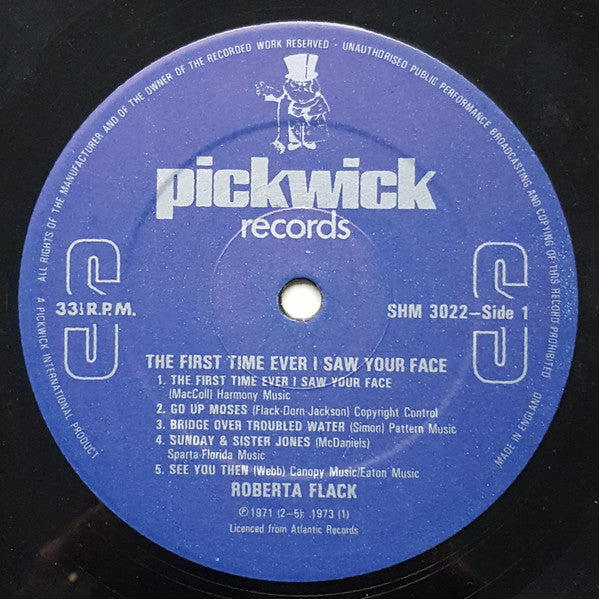 ALL RIGHTS OF THE MANUFACTURER AND OF THE OWNER OF THE RECORDED WORK RESERVED - UNAUTHORISED PUBLIC PERFORMANCE BROADCASTING AND COPYING OF THIS RECORD PROHIBITED
pickwick
records
33⅓ R.P.M.
SHM 3022–Side 1
THE FIRST TIME EVER I SAW YOUR FACE
1. THE FIRST TIME EVER I SAW YOUR FACE
(MacColl) Harmony Music
2. GO UP MOSES (Flack-Dorn-Jackson) Copyright Control
3. BRIDGE OVER TROUBLED WATER (Simon) Pattern Music
4. SUNDAY & SISTER JONES (McDaniels)
Sparta-Florida Music
5. SEE YOU THEN (Webb) Canopy Music/Eaton Music
ROBERTA FLACK
℗1971 (2-5): 1973 (1)
Licenced from Atlantic Records
A PICKWICK INTERNATIONAL PRODUCT
MADE IN ENGLAND